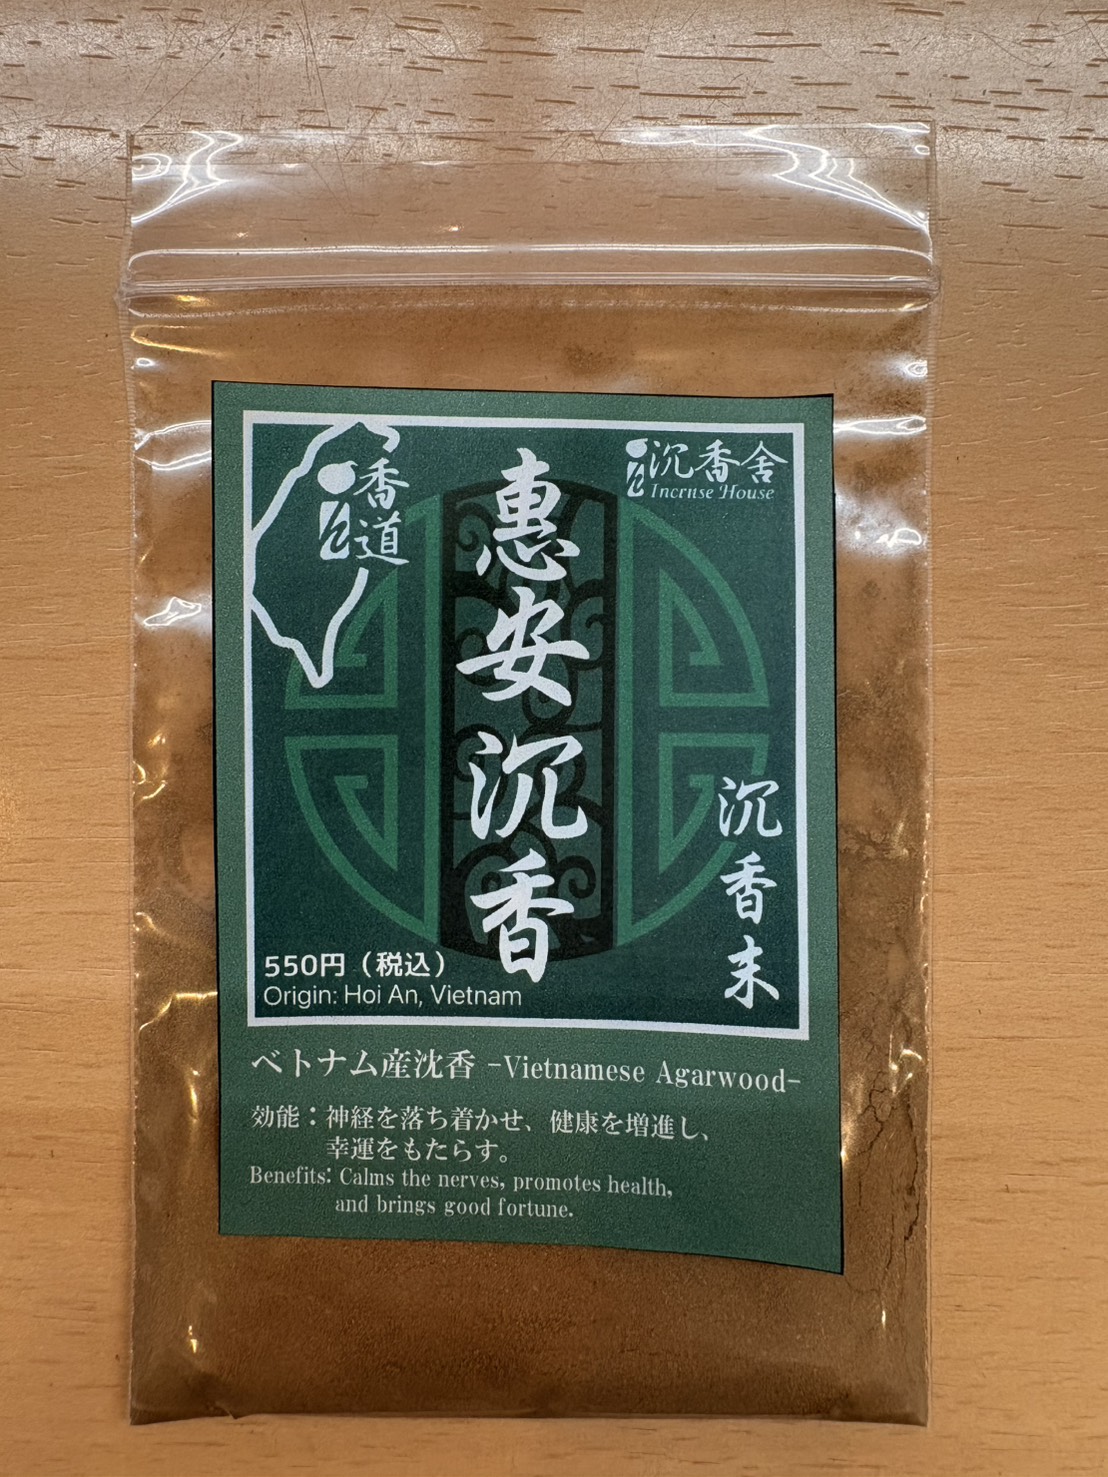 香道
沉香舍
Incruse House
惠安沉香
沉香末
550円（税込）
Origin: Hoi An, Vietnam
ベトナム産沈香 -Vietnamese Agarwood-
効能：神経を落ち着かせ、健康を増進し、
幸運をもたらす。
Benefits: Calms the nerves, promotes health,
and brings good fortune.